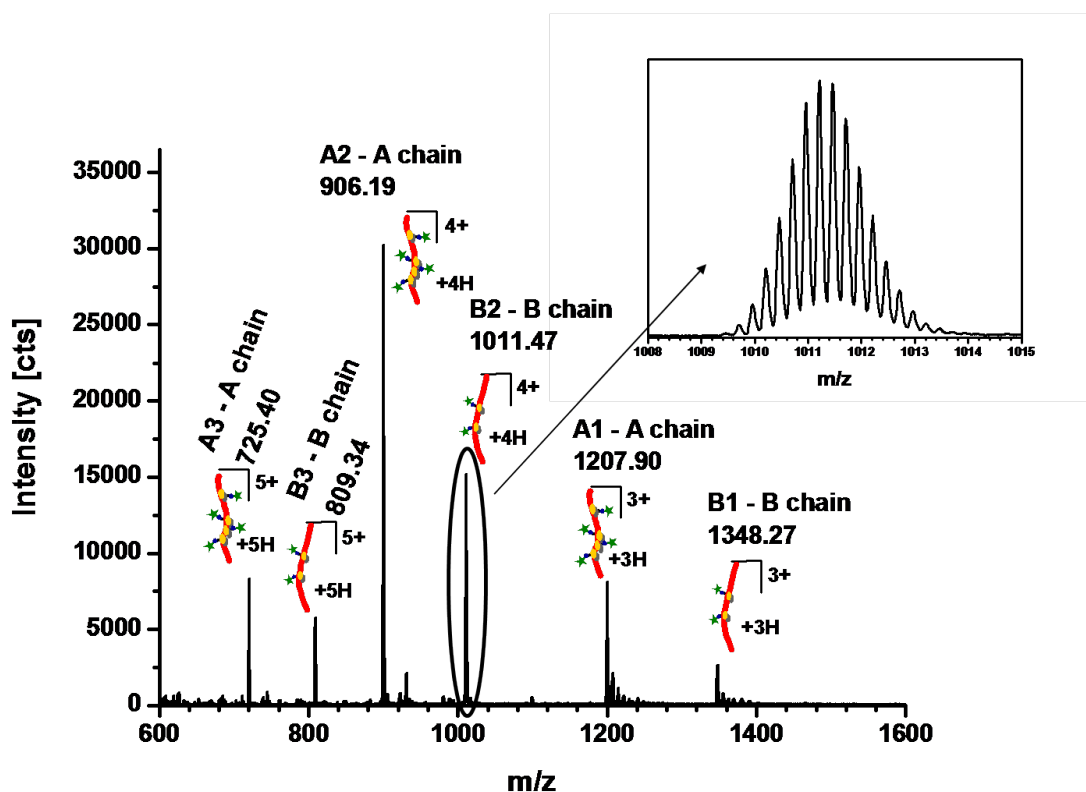 A2 - A chain
906.19
4+
+4H
B2 - B chain
1011.47
4+
+4H
A3 - A chain
725.40
5+
+5H
B3 - B chain
809.34
5+
+5H
A1 - A chain
1207.90
3+
+3H
B1 - B chain
1348.27
3+
+3H
Intensity [cts]
35000
30000
25000
20000
15000
10000
5000
0
600 800 1000 1200 1400 1600
m/z
1008 1009 1010 1011 1012 1013 1014 1015
m/z